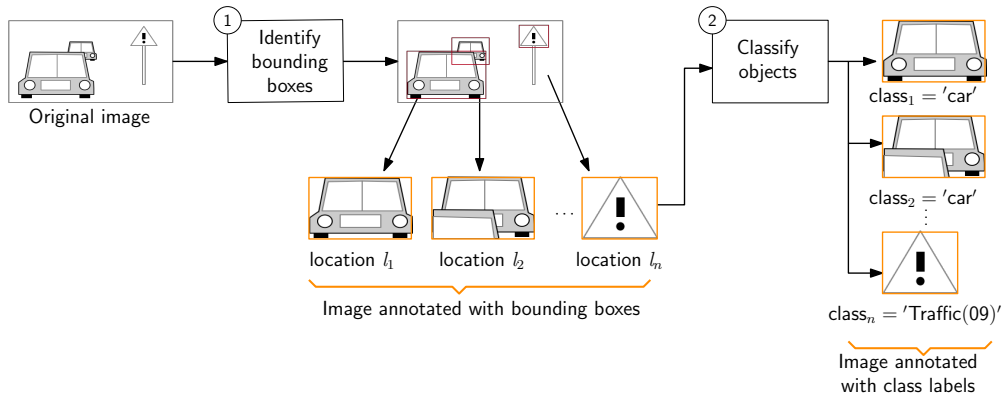 1
Identify
bounding
boxes
Original image
location l₁
location l₂
...
location lₙ
Image annotated with bounding boxes
2
Classify
objects
class₁ = 'car'
class₂ = 'car'
⋮
classₙ = 'Traffic(09)'
Image annotated
with class labels